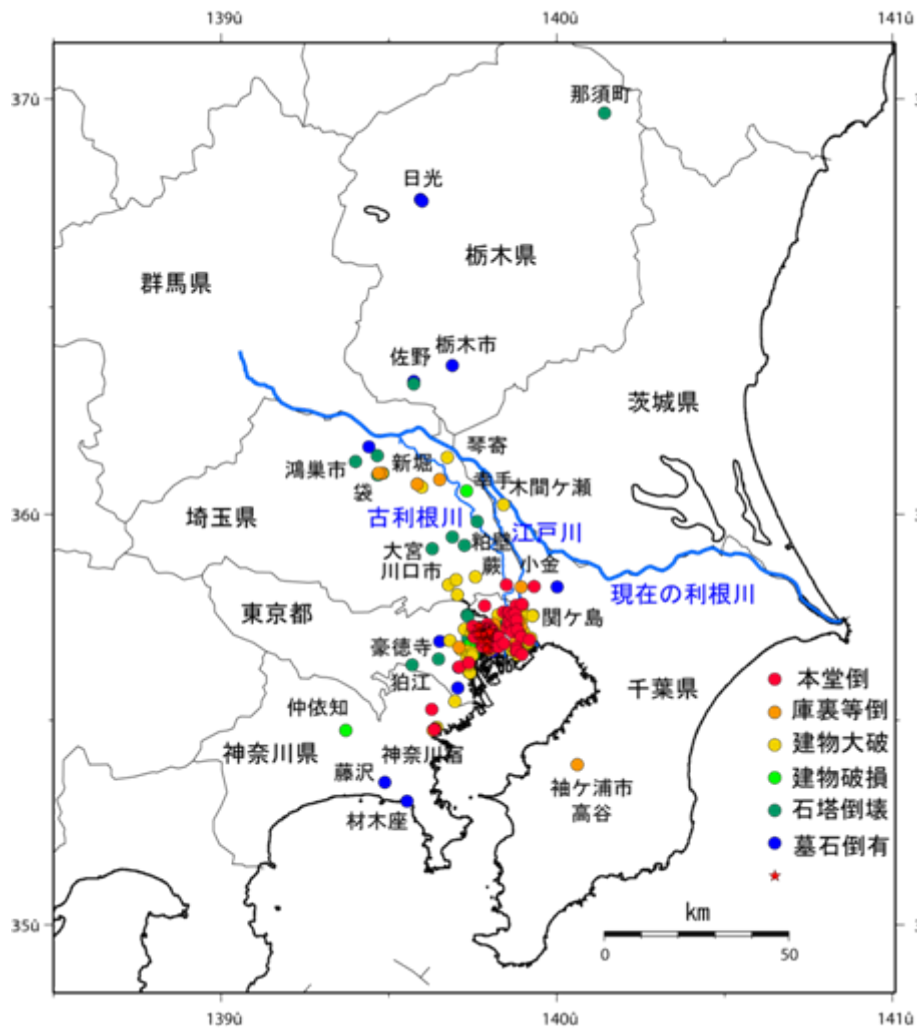 139û 140û 141û
37û
那須町
日光
栃木県
群馬県
栃木市
佐野
茨城県
琴寄
新堀
幸手
鴻巣市
袋
木間ケ瀬
36û
埼玉県
古利根川
江戸川
粕壁
大宮
蕨
小金
川口市
現在の利根川
東京都
関ケ島
豪徳寺
狛江
千葉県
本堂倒
仲依知
庫裏等倒
神奈川県
神奈川宿
建物大破
藤沢
袖ケ浦市
高谷
建物破損
材木座
石塔倒壊
墓石倒有
km
35û
0 50
139û 140û 141û